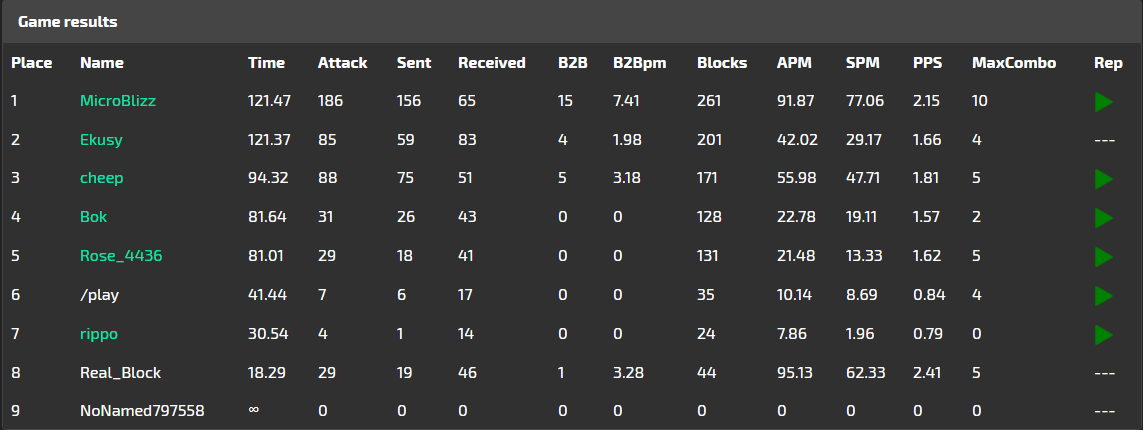 Game results
Place Name Time Attack Sent Received B2B B2Bpm Blocks APM SPM PPS MaxCombo Rep
1 MicroBlizz 121.47 186 156 65 15 7.41 261 91.87 77.06 2.15 10
2 Ekusy 121.37 85 59 83 4 1.98 201 42.02 29.17 1.66 4 ---
3 cheep 94.32 88 75 51 5 3.18 171 55.98 47.71 1.81 5
4 Bok 81.64 31 26 43 0 0 128 22.78 19.11 1.57 2
5 Rose_4436 81.01 29 18 41 0 0 131 21.48 13.33 1.62 5
6 /play 41.44 7 6 17 0 0 35 10.14 8.69 0.84 4
7 rippo 30.54 4 1 14 0 0 24 7.86 1.96 0.79 0
8 Real_Block 18.29 29 19 46 1 3.28 44 95.13 62.33 2.41 5 ---
9 NoNamed797558 ∞ 0 0 0 0 0 0 0 0 0 0 ---